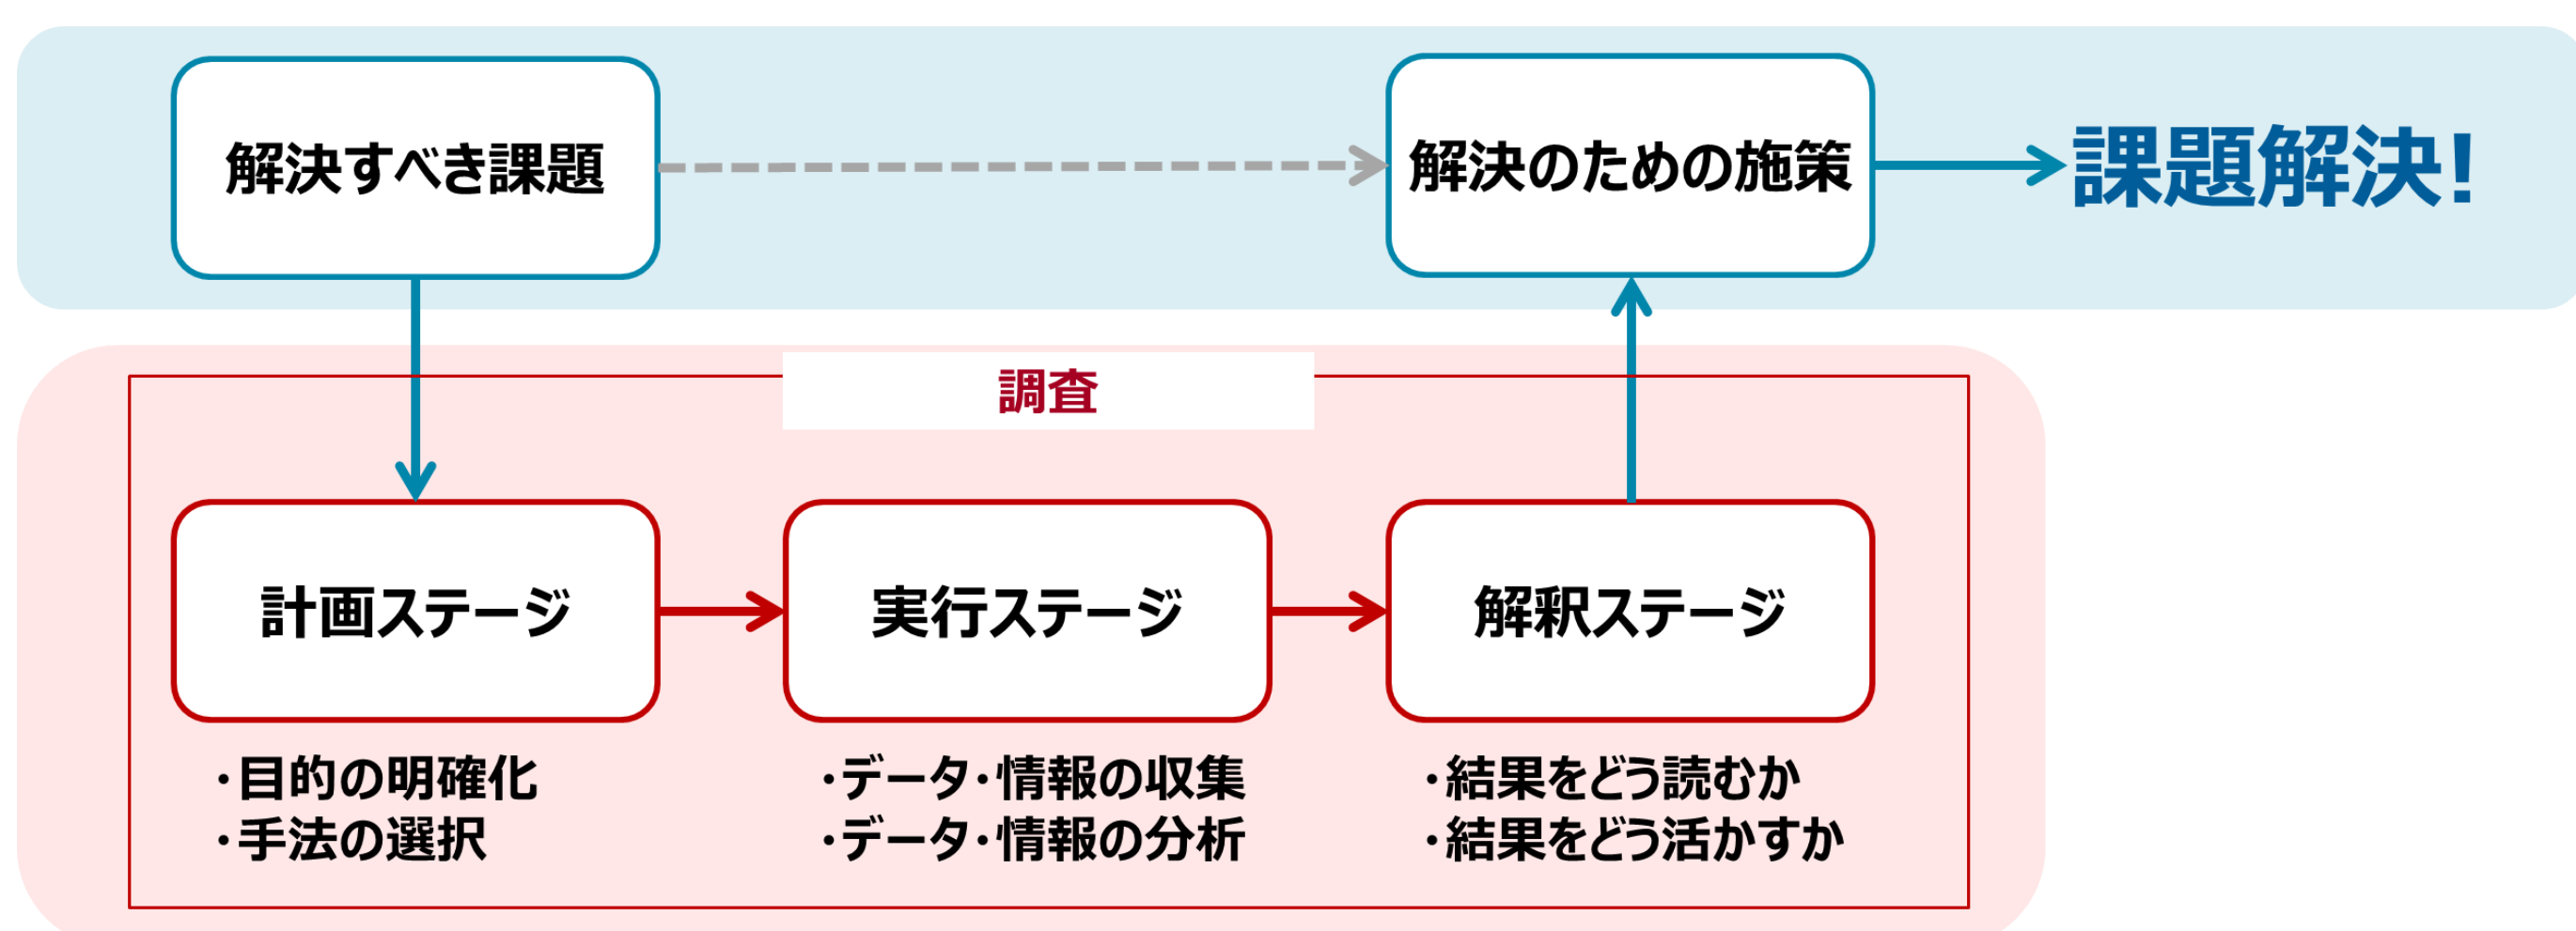 解決すべき課題
解決のための施策
課題解決!
調査
計画ステージ
実行ステージ
解釈ステージ
・目的の明確化
・手法の選択
・データ・情報の収集
・データ・情報の分析
・結果をどう読むか
・結果をどう活かすか